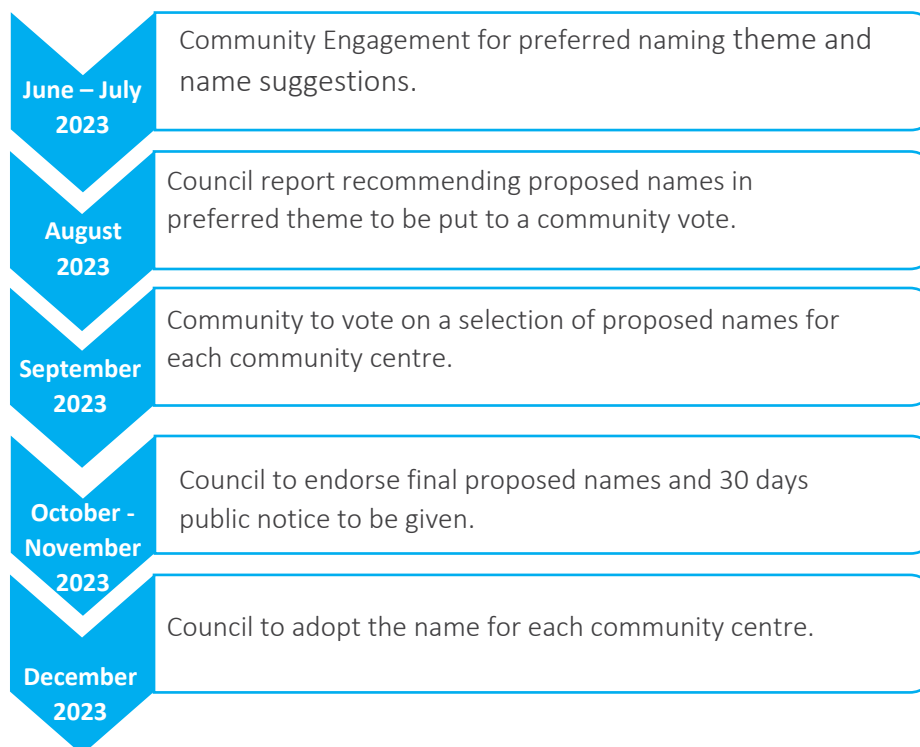 June – July
2023
Community Engagement for preferred naming theme and
name suggestions.
August
2023
Council report recommending proposed names in
preferred theme to be put to a community vote.
September
2023
Community to vote on a selection of proposed names for
each community centre.
October -
November
2023
Council to endorse final proposed names and 30 days
public notice to be given.
December
2023
Council to adopt the name for each community centre.